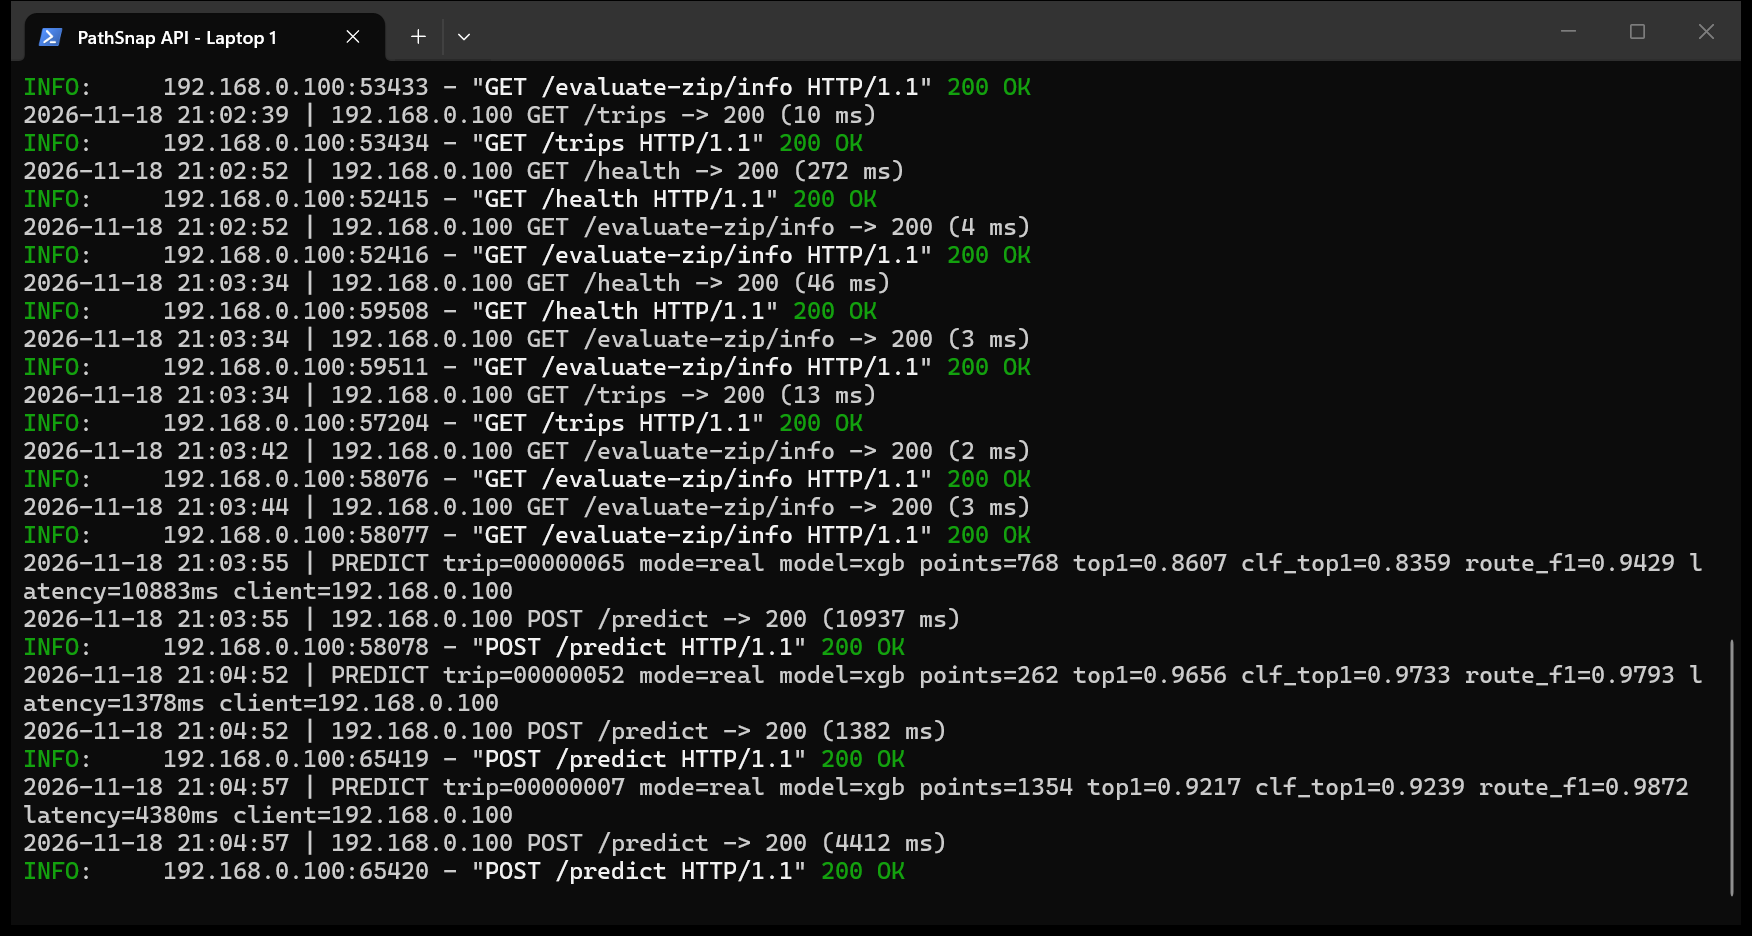 PathSnap API - Laptop 1
INFO:     192.168.0.100:53433 - "GET /evaluate-zip/info HTTP/1.1" 200 OK
2026-11-18 21:02:39 | 192.168.0.100 GET /trips -> 200 (10 ms)
INFO:     192.168.0.100:53434 - "GET /trips HTTP/1.1" 200 OK
2026-11-18 21:02:52 | 192.168.0.100 GET /health -> 200 (272 ms)
INFO:     192.168.0.100:52415 - "GET /health HTTP/1.1" 200 OK
2026-11-18 21:02:52 | 192.168.0.100 GET /evaluate-zip/info -> 200 (4 ms)
INFO:     192.168.0.100:52416 - "GET /evaluate-zip/info HTTP/1.1" 200 OK
2026-11-18 21:03:34 | 192.168.0.100 GET /health -> 200 (46 ms)
INFO:     192.168.0.100:59508 - "GET /health HTTP/1.1" 200 OK
2026-11-18 21:03:34 | 192.168.0.100 GET /evaluate-zip/info -> 200 (3 ms)
INFO:     192.168.0.100:59511 - "GET /evaluate-zip/info HTTP/1.1" 200 OK
2026-11-18 21:03:34 | 192.168.0.100 GET /trips -> 200 (13 ms)
INFO:     192.168.0.100:57204 - "GET /trips HTTP/1.1" 200 OK
2026-11-18 21:03:42 | 192.168.0.100 GET /evaluate-zip/info -> 200 (2 ms)
INFO:     192.168.0.100:58076 - "GET /evaluate-zip/info HTTP/1.1" 200 OK
2026-11-18 21:03:44 | 192.168.0.100 GET /evaluate-zip/info -> 200 (3 ms)
INFO:     192.168.0.100:58077 - "GET /evaluate-zip/info HTTP/1.1" 200 OK
2026-11-18 21:03:55 | PREDICT trip=00000065 mode=real model=xgb points=768 top1=0.8607 clf_top1=0.8359 route_f1=0.9429 l
atency=10883ms client=192.168.0.100
2026-11-18 21:03:55 | 192.168.0.100 POST /predict -> 200 (10937 ms)
INFO:     192.168.0.100:58078 - "POST /predict HTTP/1.1" 200 OK
2026-11-18 21:04:52 | PREDICT trip=00000052 mode=real model=xgb points=262 top1=0.9656 clf_top1=0.9733 route_f1=0.9793 l
atency=1378ms client=192.168.0.100
2026-11-18 21:04:52 | 192.168.0.100 POST /predict -> 200 (1382 ms)
INFO:     192.168.0.100:65419 - "POST /predict HTTP/1.1" 200 OK
2026-11-18 21:04:57 | PREDICT trip=00000007 mode=real model=xgb points=1354 top1=0.9217 clf_top1=0.9239 route_f1=0.9872
latency=4380ms client=192.168.0.100
2026-11-18 21:04:57 | 192.168.0.100 POST /predict -> 200 (4412 ms)
INFO:     192.168.0.100:65420 - "POST /predict HTTP/1.1" 200 OK